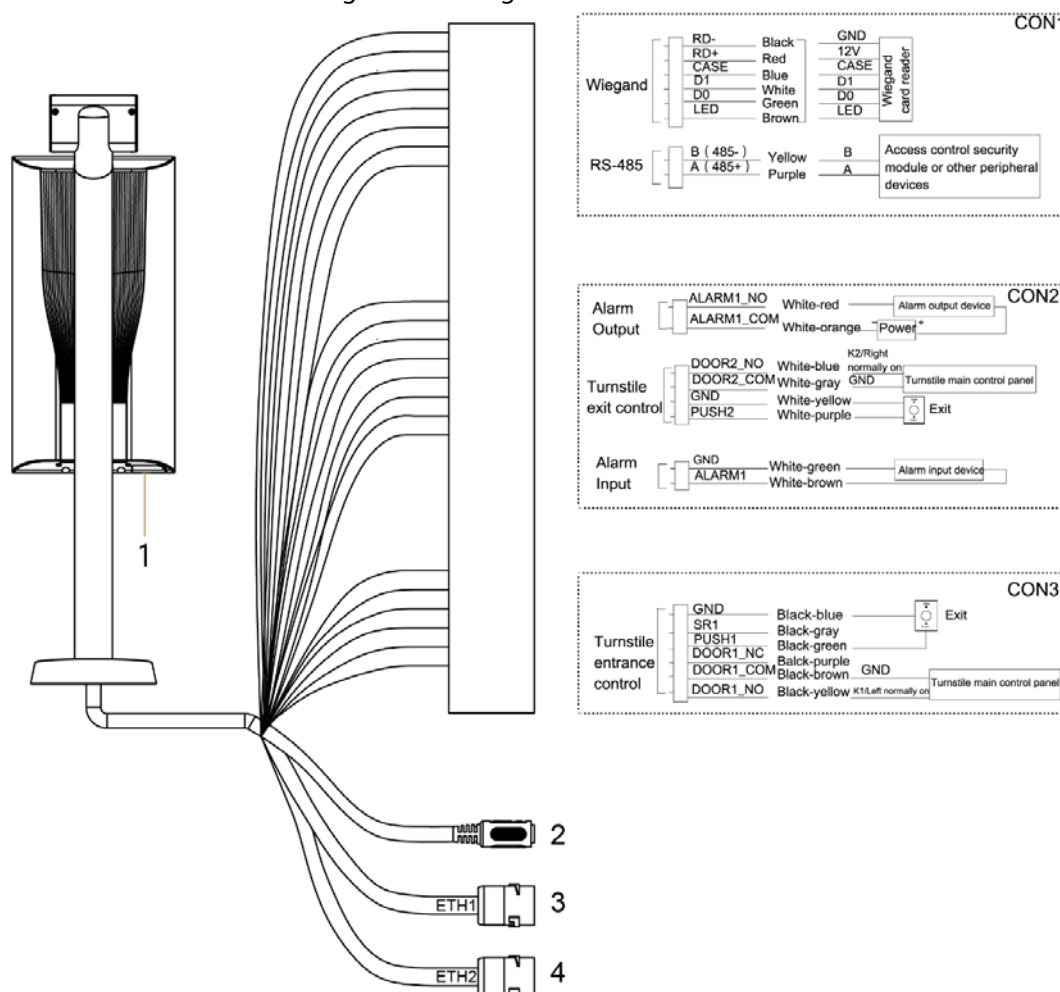 CON1
Wiegand
RD- Black GND
RD+ Red 12V
CASE Blue CASE
D1 White D1
D0 Green D0
LED Brown LED
Wiegand
card reader
RS-485
B ( 485-) Yellow B
A ( 485+) Purple A
Access control security
module or other peripheral
devices
CON2
Alarm
Output
ALARM1_NO White-red Alarm output device
ALARM1_COM White-orange - Power +
Turnstile
exit control
DOOR2_NO White-blue K2/Right
normally on
DOOR2_COM White-gray GND Turnstile main control panel
GND White-yellow
PUSH2 White-purple Exit
Alarm
Input
GND White-green Alarm input device
ALARM1 White-brown
CON3
Turnstile
entrance
control
GND Black-blue Exit
SR1 Black-gray
PUSH1 Black-green
DOOR1_NC Balck-purple
DOOR1_COM Black-brown GND
DOOR1_NO Black-yellow K1/Left normally on Turnstile main control panel
1
2
ETH1 3
ETH2 4